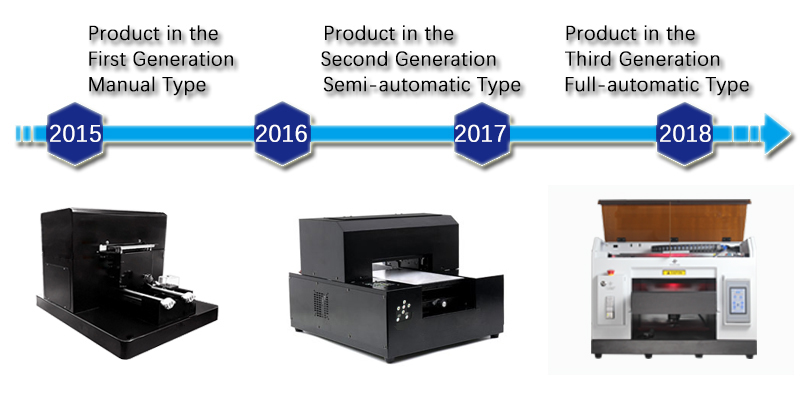 Product in the
First Generation
Manual Type
Product in the
Second Generation
Semi-automatic Type
Product in the
Third Generation
Full-automatic Type
2015
2016
2017
2018